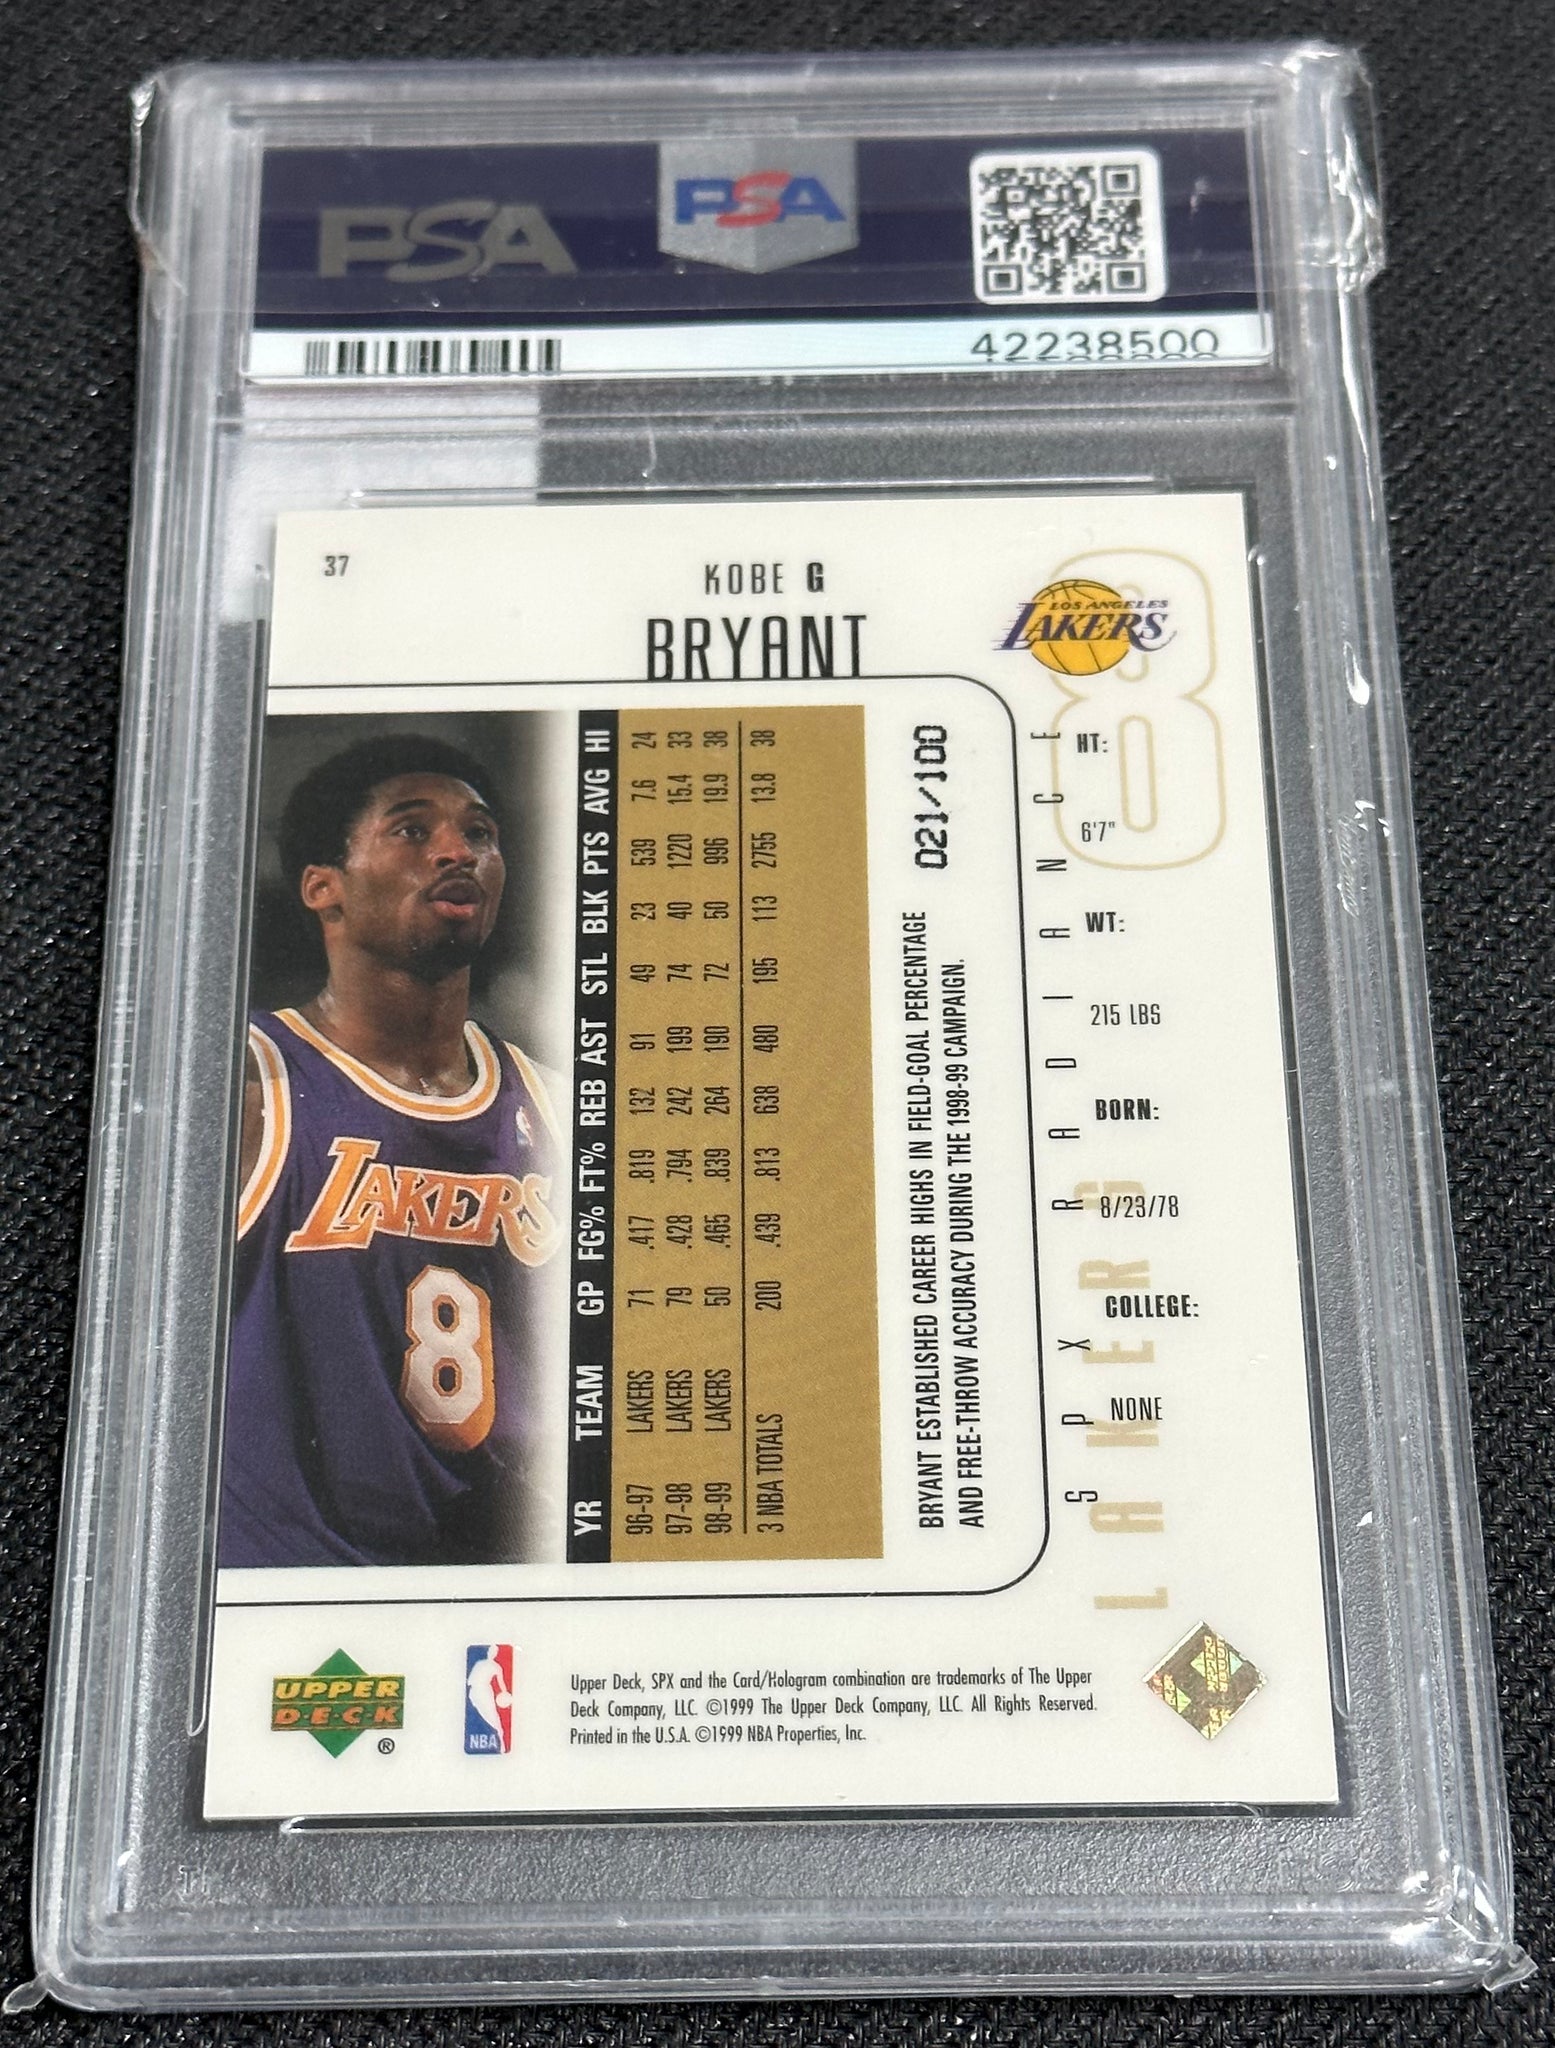 PSA
PSA
42238500
37
KOBE G
BRYANT
LOS ANGELES
LAKERS
8
LAKERS
8
YR TEAM GP FG% FT% REB AST STL BLK PTS AVG HI
96-97 LAKERS 71 .417 .819 132 91 49 23 539 7.6 24
97-98 LAKERS 79 .428 .794 242 199 74 40 1220 15.4 33
98-99 LAKERS 50 .465 .839 264 190 72 50 996 19.9 38
3 NBA TOTALS 200 .439 .813 638 480 195 113 2755 13.8 38
BRYANT ESTABLISHED CAREER HIGHS IN FIELD-GOAL PERCENTAGE
AND FREE-THROW ACCURACY DURING THE 1998-99 CAMPAIGN.
021/100
SPX RADIANCE
HT:
6'7"
WT:
215 LBS
BORN:
8/23/78
COLLEGE:
NONE
LAKERS
UPPER
DECK
®
NBA
Upper Deck, SPX and the Card/Hologram combination are trademarks of The Upper
Deck Company, LLC. ©1999 The Upper Deck Company, LLC. All Rights Reserved.
Printed in the U.S.A. ©1999 NBA Properties, Inc.